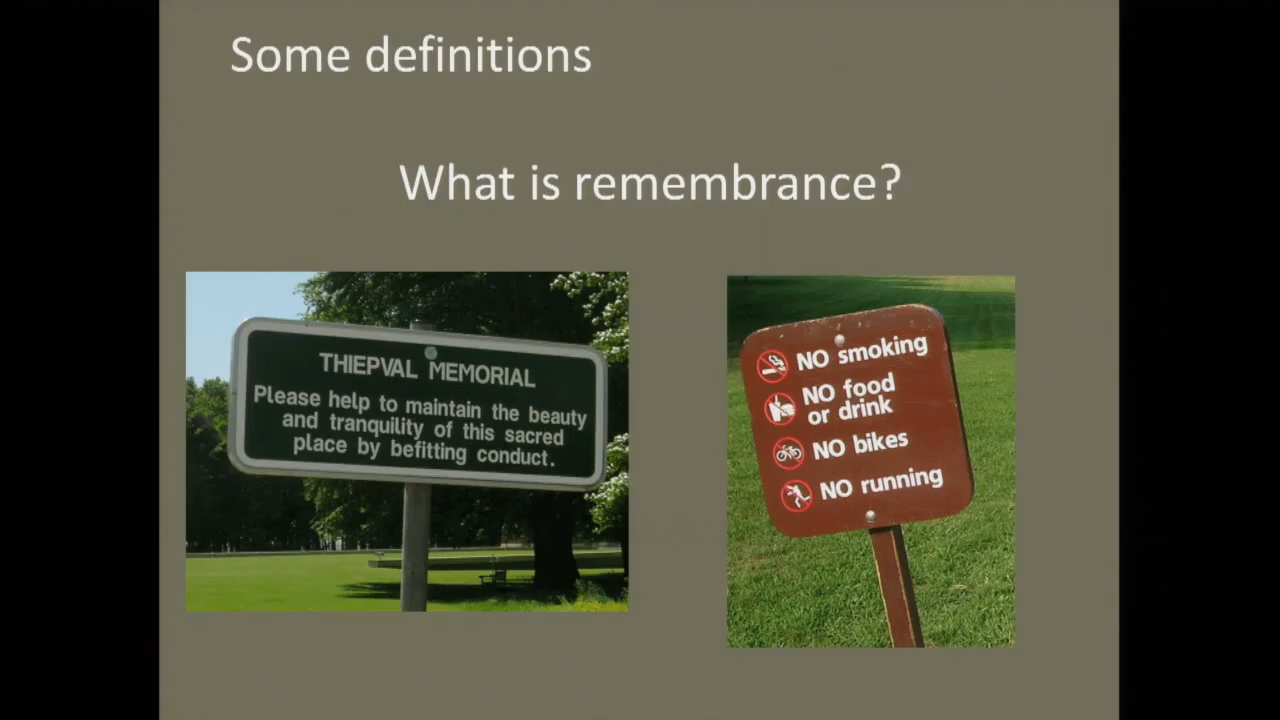 Some definitions
What is remembrance?
THIEPVAL MEMORIAL
Please help to maintain the beauty
and tranquility of this sacred
place by befitting conduct.
NO smoking
NO food
or drink
NO bikes
NO running